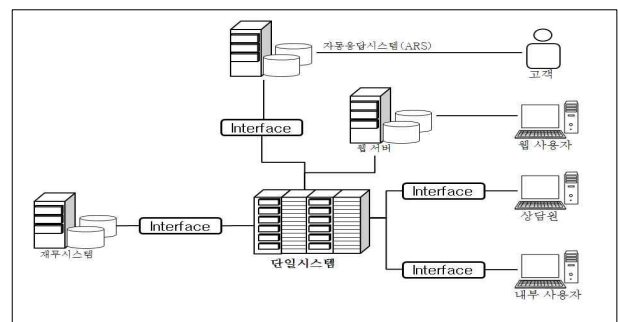 자동응답시스템(ARS)
고객
Interface
웹 서버
웹 사용자
Interface
상담원
Interface
재무시스템
단일시스템
Interface
내부 사용자